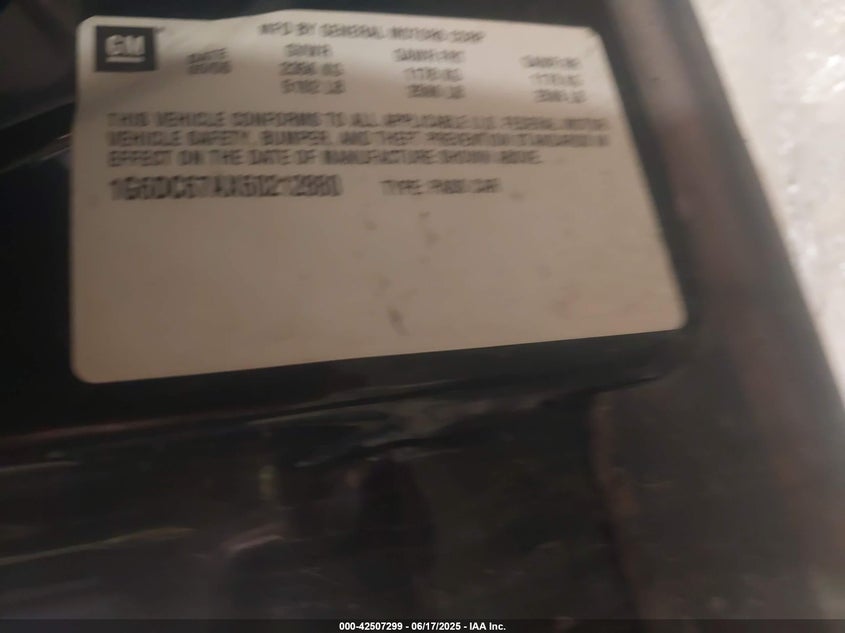 GM
MFD BY GENERAL MOTORS CORP
DATE GVWR GAWR FRT GAWR RR
THIS VEHICLE CONFORMS TO ALL APPLICABLE U.S. FEDERAL MOTOR
VEHICLE SAFETY, BUMPER, AND THEFT PREVENTION STANDARDS IN
EFFECT ON THE DATE OF MANUFACTURE SHOWN ABOVE.
TYPE: PASS CAR
000-42507299 - 06/17/2025 - IAA Inc.